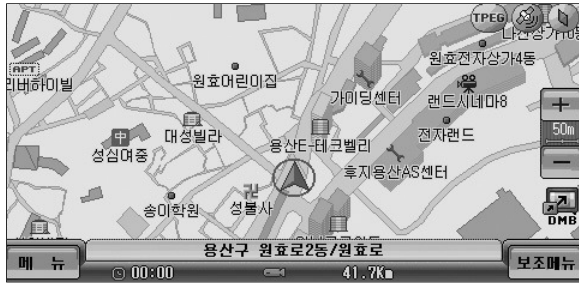 TPEG
나진상가10동
원효전자상가4동
APT
리버하이빌
원효어린이집
가이딩센터
랜드시네마8
50m
중
성심여중
대성빌라
용산E-테크밸리
전자랜드
후지용산AS센터
송이학원
성불사
DMB
용산구 원효로2동/원효로
메 뉴
00:00
41.7Km
보조메뉴